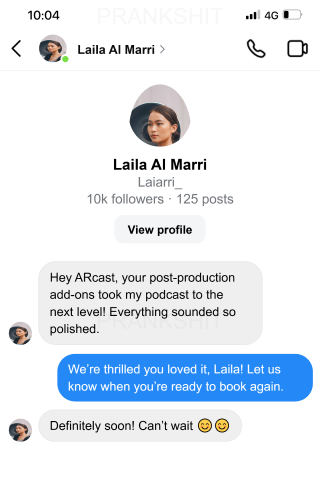 PRANKSHIT
10:04
4G
Laila Al Marri
Laila Al Marri
Laiarri_
10k followers · 125 posts
View profile
Hey ARcast, your post-production
add-ons took my podcast to the
next level! Everything sounded so
polished.
PRANKSHIT
We're thrilled you loved it, Laila! Let us
know when you're ready to book again.
Definitely soon! Can't wait 😊😊